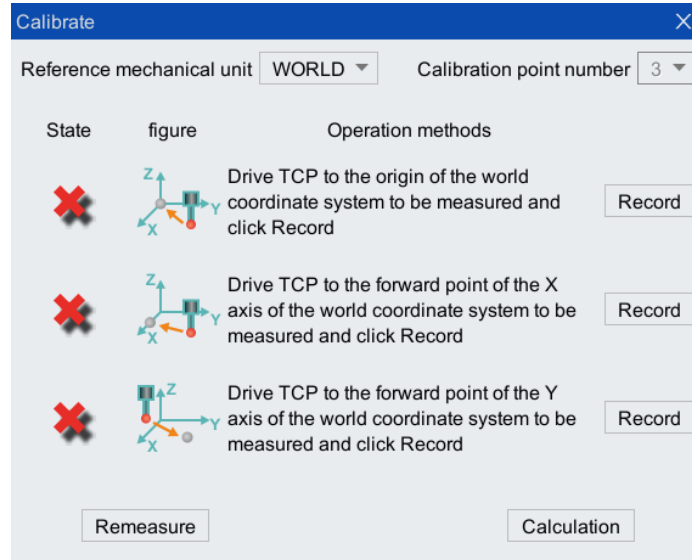 Calibrate
Reference mechanical unit WORLD Calibration point number 3
State figure Operation methods
Z Y X
Drive TCP to the origin of the world
coordinate system to be measured and
click Record
Record
Z Y X
Drive TCP to the forward point of the X
axis of the world coordinate system to be
measured and click Record
Record
Z Y X
Drive TCP to the forward point of the Y
axis of the world coordinate system to be
measured and click Record
Record
Remeasure Calculation